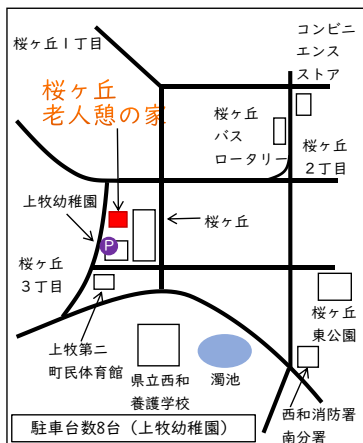 コンビニ
エンス
ストア
桜ヶ丘1丁目
桜ヶ丘
老人憩の家
桜ヶ丘
バス
ロータリー
桜ヶ丘
2丁目
上牧幼稚園
桜ヶ丘
P
桜ヶ丘
3丁目
桜ヶ丘
東公園
上牧第二
町民体育館
県立西和
養護学校
濁池
西和消防署
南分署
駐車台数8台（上牧幼稚園）